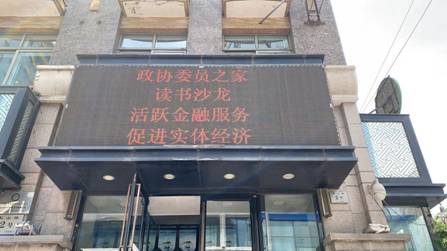 政协委员之家
读书沙龙
活跃金融服务
促进实体经济